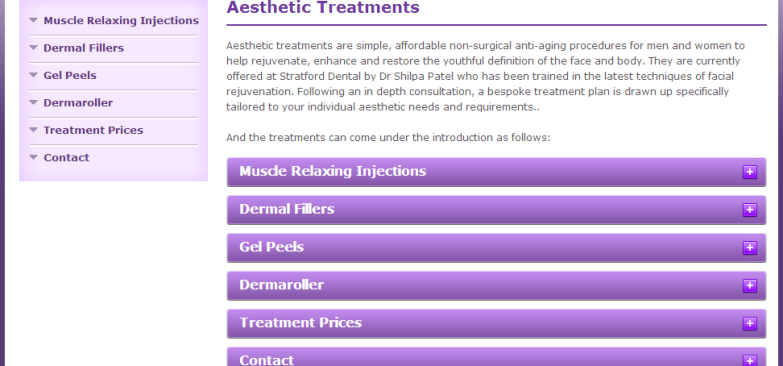 Muscle Relaxing Injections
Dermal Fillers
Gel Peels
Dermaroller
Treatment Prices
Contact
Aesthetic Treatments
Aesthetic treatments are simple, affordable non-surgical anti-aging procedures for men and women to
help rejuvenate, enhance and restore the youthful definition of the face and body. They are currently
offered at Stratford Dental by Dr Shilpa Patel who has been trained in the latest techniques of facial
rejuvenation. Following an in depth consultation, a bespoke treatment plan is drawn up specifically
tailored to your individual aesthetic needs and requirements..
And the treatments can come under the introduction as follows:
Muscle Relaxing Injections
Dermal Fillers
Gel Peels
Dermaroller
Treatment Prices
Contact